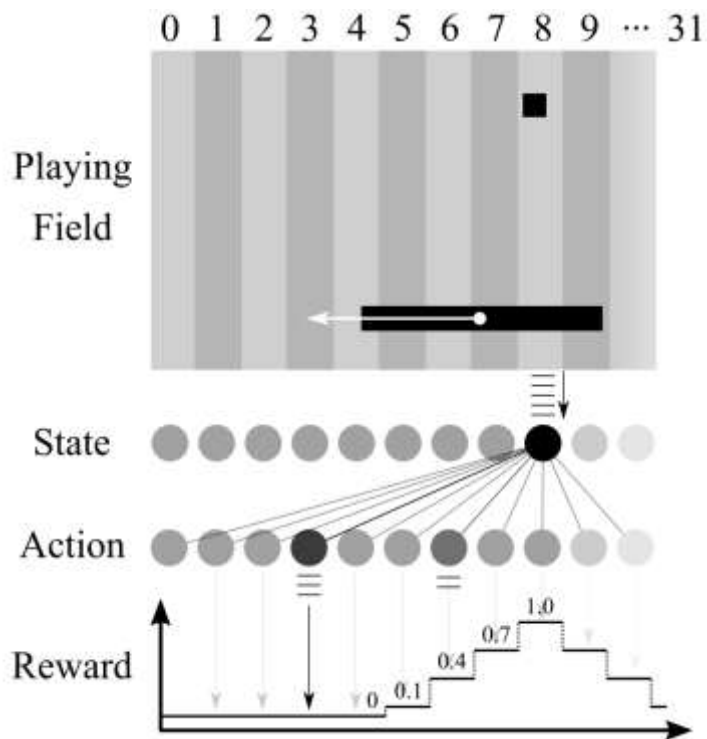 0 1 2 3 4 5 6 7 8 9 ··· 31
Playing
Field
State
Action
Reward
0 0.1 0.4 0.7 1.0